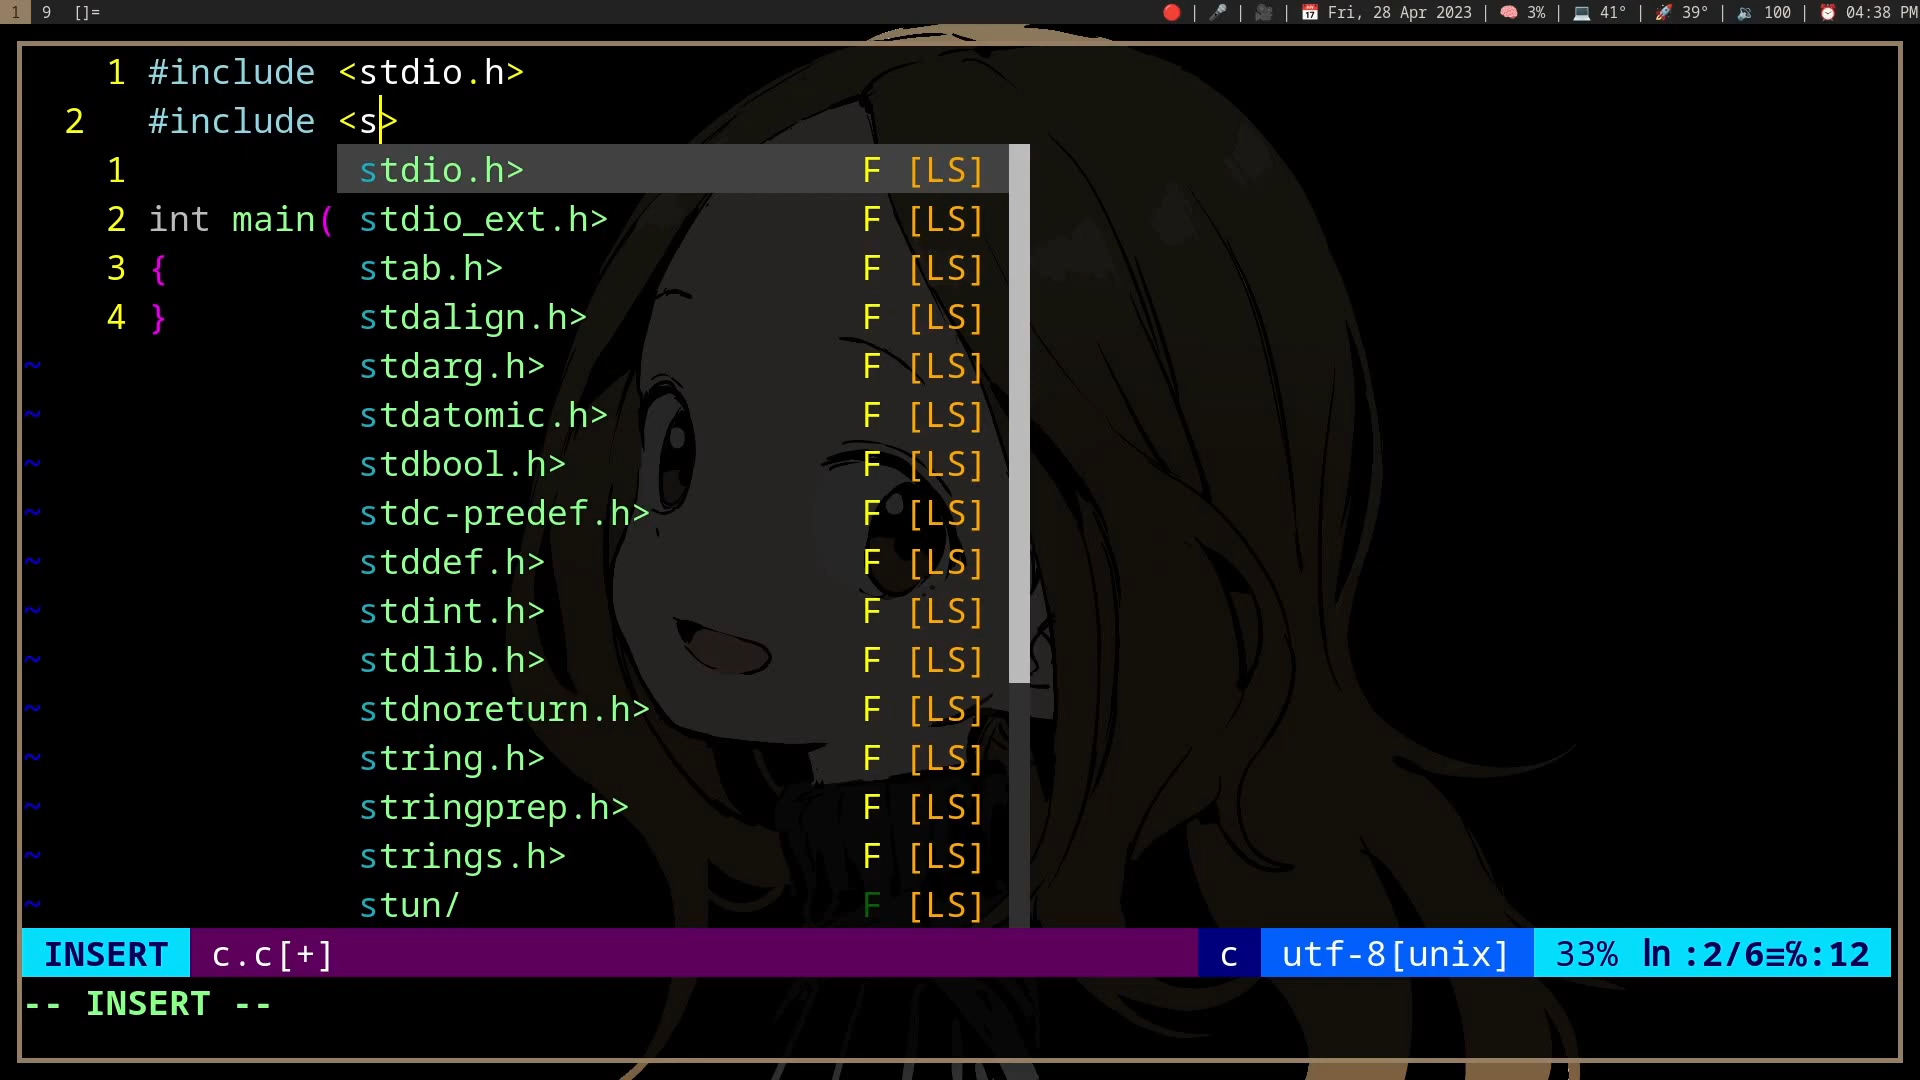 1 9 []= 🔴 | 🎤 | 🎥 | 📅 Fri, 28 Apr 2023 | 🧠 3% | 💻 41° | 🚀 39° | 🔉 100 | ⏰ 04:38 PM
1 #include <stdio.h>
2 #include <s>
1 stdio.h> F [LS]
2 int main( stdio_ext.h> F [LS]
3 { stab.h> F [LS]
4 } stdalign.h> F [LS]
~ stdarg.h> F [LS]
~ stdatomic.h> F [LS]
~ stdbool.h> F [LS]
~ stdc-predef.h> F [LS]
~ stddef.h> F [LS]
~ stdint.h> F [LS]
~ stdlib.h> F [LS]
~ stdnoreturn.h> F [LS]
~ string.h> F [LS]
~ stringprep.h> F [LS]
~ strings.h> F [LS]
~ stun/ F [LS]
INSERT c.c[+] c utf-8[unix] 33% ln :2/6≡℅:12
-- INSERT --